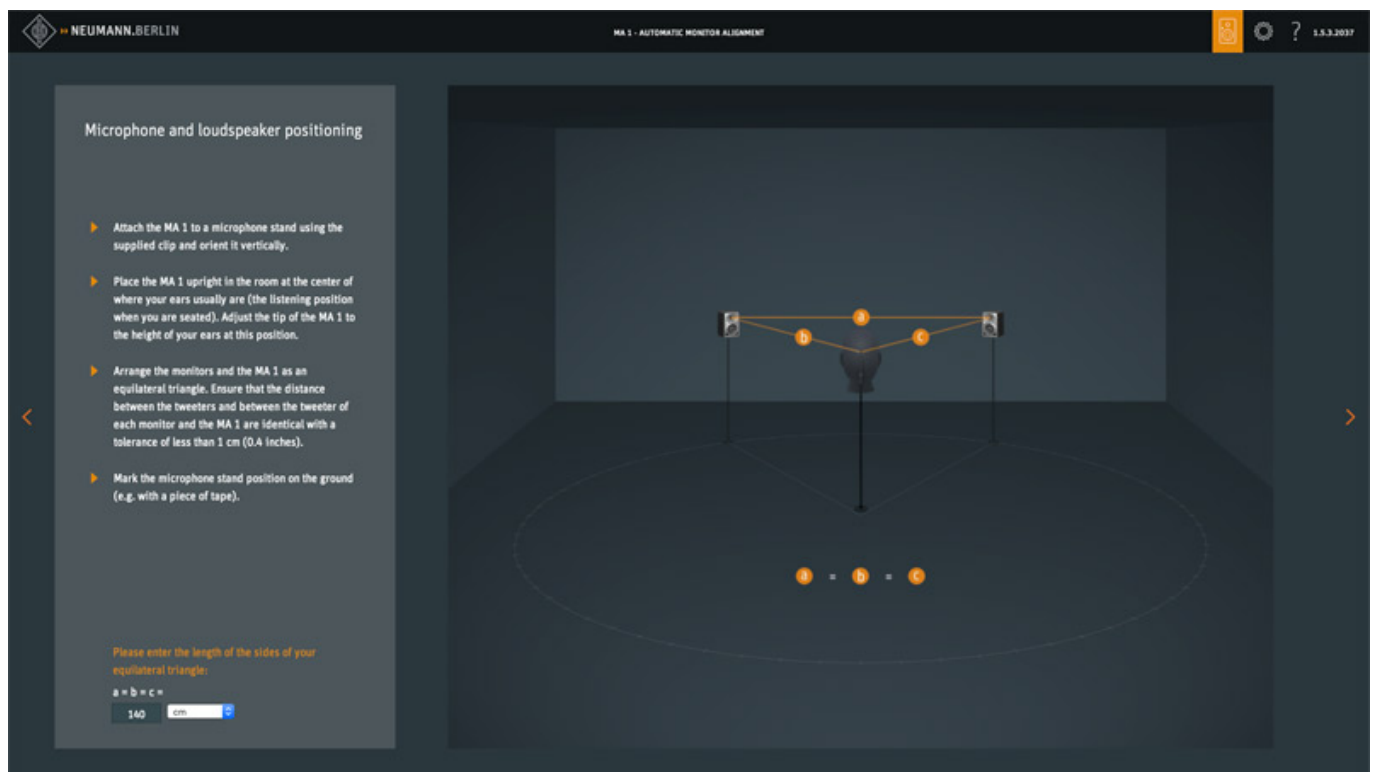 NEUMANN.BERLIN
MA 1 - AUTOMATIC MONITOR ALIGNMENT
? 1.5.3.2037
Microphone and loudspeaker positioning
Attach the MA 1 to a microphone stand using the
supplied clip and orient it vertically.
Place the MA 1 upright in the room at the center of
where your ears usually are (the listening position
when you are seated). Adjust the tip of the MA 1 to
the height of your ears at this position.
Arrange the monitors and the MA 1 as an
equilateral triangle. Ensure that the distance
between the tweeters and between the tweeter of
each monitor and the MA 1 are identical with a
tolerance of less than 1 cm (0.4 inches).
Mark the microphone stand position on the ground
(e.g. with a piece of tape).
Please enter the length of the sides of your
equilateral triangle:
a = b = c =
140 cm
a
b c
a = b = c